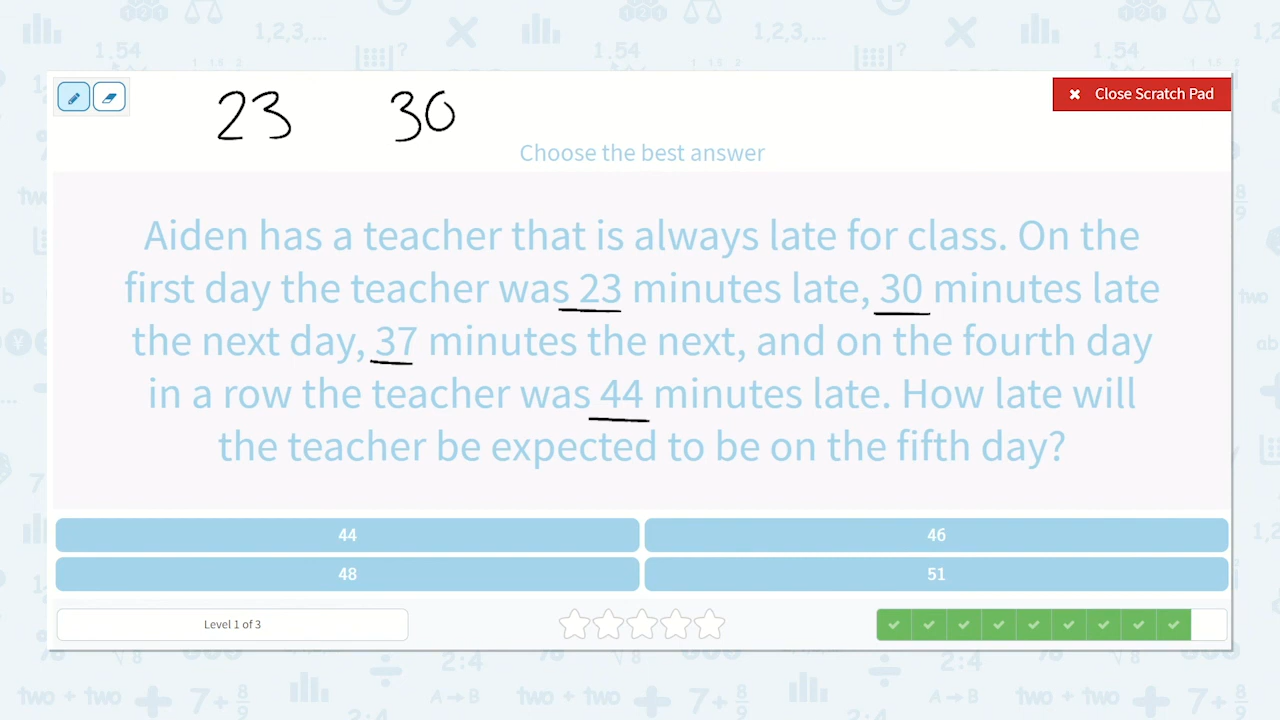 23 30
✖ Close Scratch Pad
Choose the best answer
Aiden has a teacher that is always late for class. On the
first day the teacher was 23 minutes late, 30 minutes late
the next day, 37 minutes the next, and on the fourth day
in a row the teacher was 44 minutes late. How late will
the teacher be expected to be on the fifth day?
44
46
48
51
Level 1 of 3